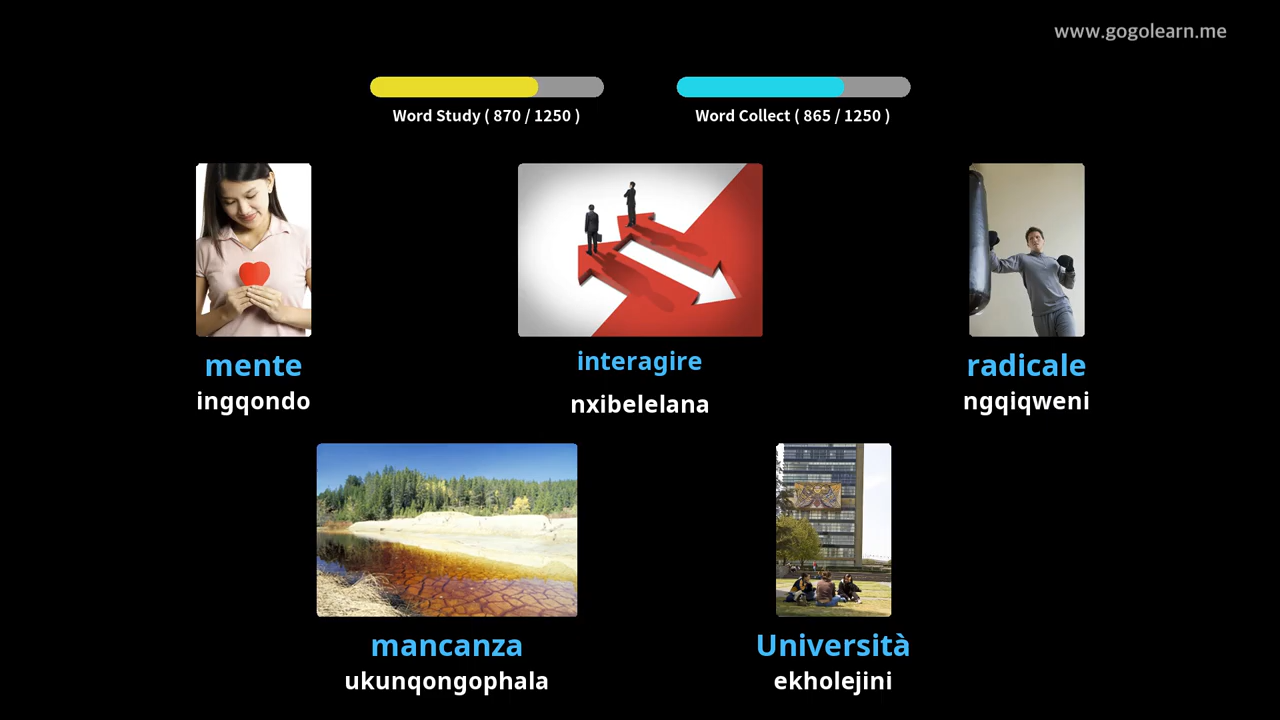 www.gogolearn.me
Word Study ( 870 / 1250 )
Word Collect ( 865 / 1250 )
mente
ingqondo
interagire
nxibelelana
radicale
ngqiqweni
mancanza
ukunqongophala
Università
ekholejini